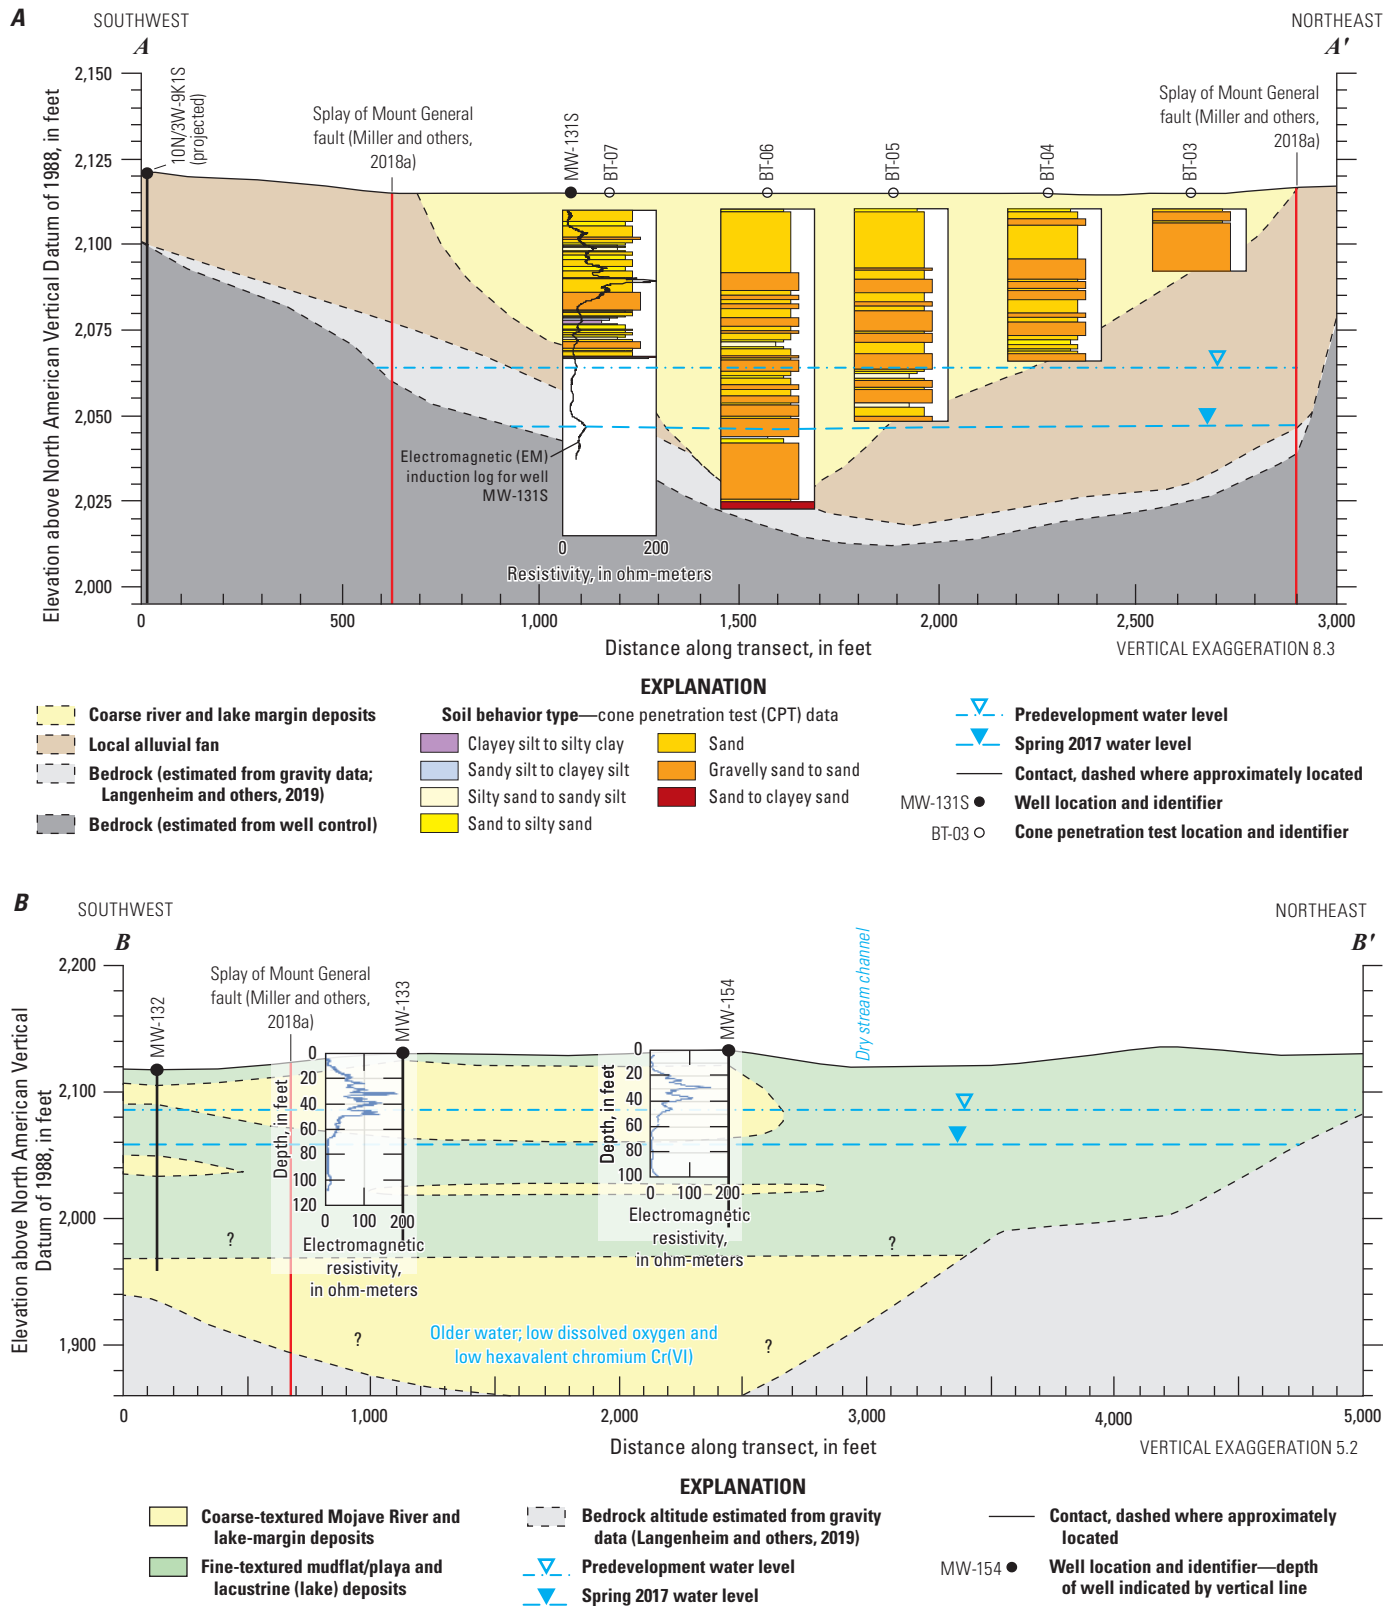 A
SOUTHWEST
NORTHEAST
A
A'
Elevation above North American Vertical Datum of 1988, in feet
2,150
2,125
2,100
2,075
2,050
2,025
2,000
10N/3W-9K1S
(projected)
Splay of Mount General
fault (Miller and others,
2018a)
MW-131S
BT-07
BT-06
BT-05
BT-04
BT-03
Splay of Mount General
fault (Miller and others,
2018a)
Electromagnetic (EM)
induction log for well
MW-131S
0
200
Resistivity, in ohm-meters
0
500
1,000
1,500
2,000
2,500
3,000
Distance along transect, in feet
VERTICAL EXAGGERATION 8.3
EXPLANATION
Coarse river and lake margin deposits
Local alluvial fan
Bedrock (estimated from gravity data;
Langenheim and others, 2019)
Bedrock (estimated from well control)
Soil behavior type—cone penetration test (CPT) data
Clayey silt to silty clay
Sandy silt to clayey silt
Silty sand to sandy silt
Sand to silty sand
Sand
Gravelly sand to sand
Sand to clayey sand
Predevelopment water level
Spring 2017 water level
Contact, dashed where approximately located
MW-131S Well location and identifier
BT-03 Cone penetration test location and identifier
B
SOUTHWEST
NORTHEAST
B
B'
Elevation above North American Vertical
Datum of 1988, in feet
2,200
2,100
2,000
1,900
MW-132
Splay of Mount General
fault (Miller and others,
2018a)
MW-133
MW-154
Dry stream channel
Depth, in feet
0
20
40
60
80
100
120
0
100
200
Electromagnetic
resistivity,
in ohm-meters
Depth, in feet
0
20
40
60
80
100
0
100
200
Electromagnetic
resistivity,
in ohm-meters
?
?
?
?
Older water; low dissolved oxygen and
low hexavalent chromium Cr(VI)
0
1,000
2,000
3,000
4,000
5,000
Distance along transect, in feet
VERTICAL EXAGGERATION 5.2
EXPLANATION
Coarse-textured Mojave River and
lake-margin deposits
Fine-textured mudflat/playa and
lacustrine (lake) deposits
Bedrock altitude estimated from gravity
data (Langenheim and others, 2019)
Predevelopment water level
Spring 2017 water level
Contact, dashed where approximately
located
MW-154 Well location and identifier—depth
of well indicated by vertical line